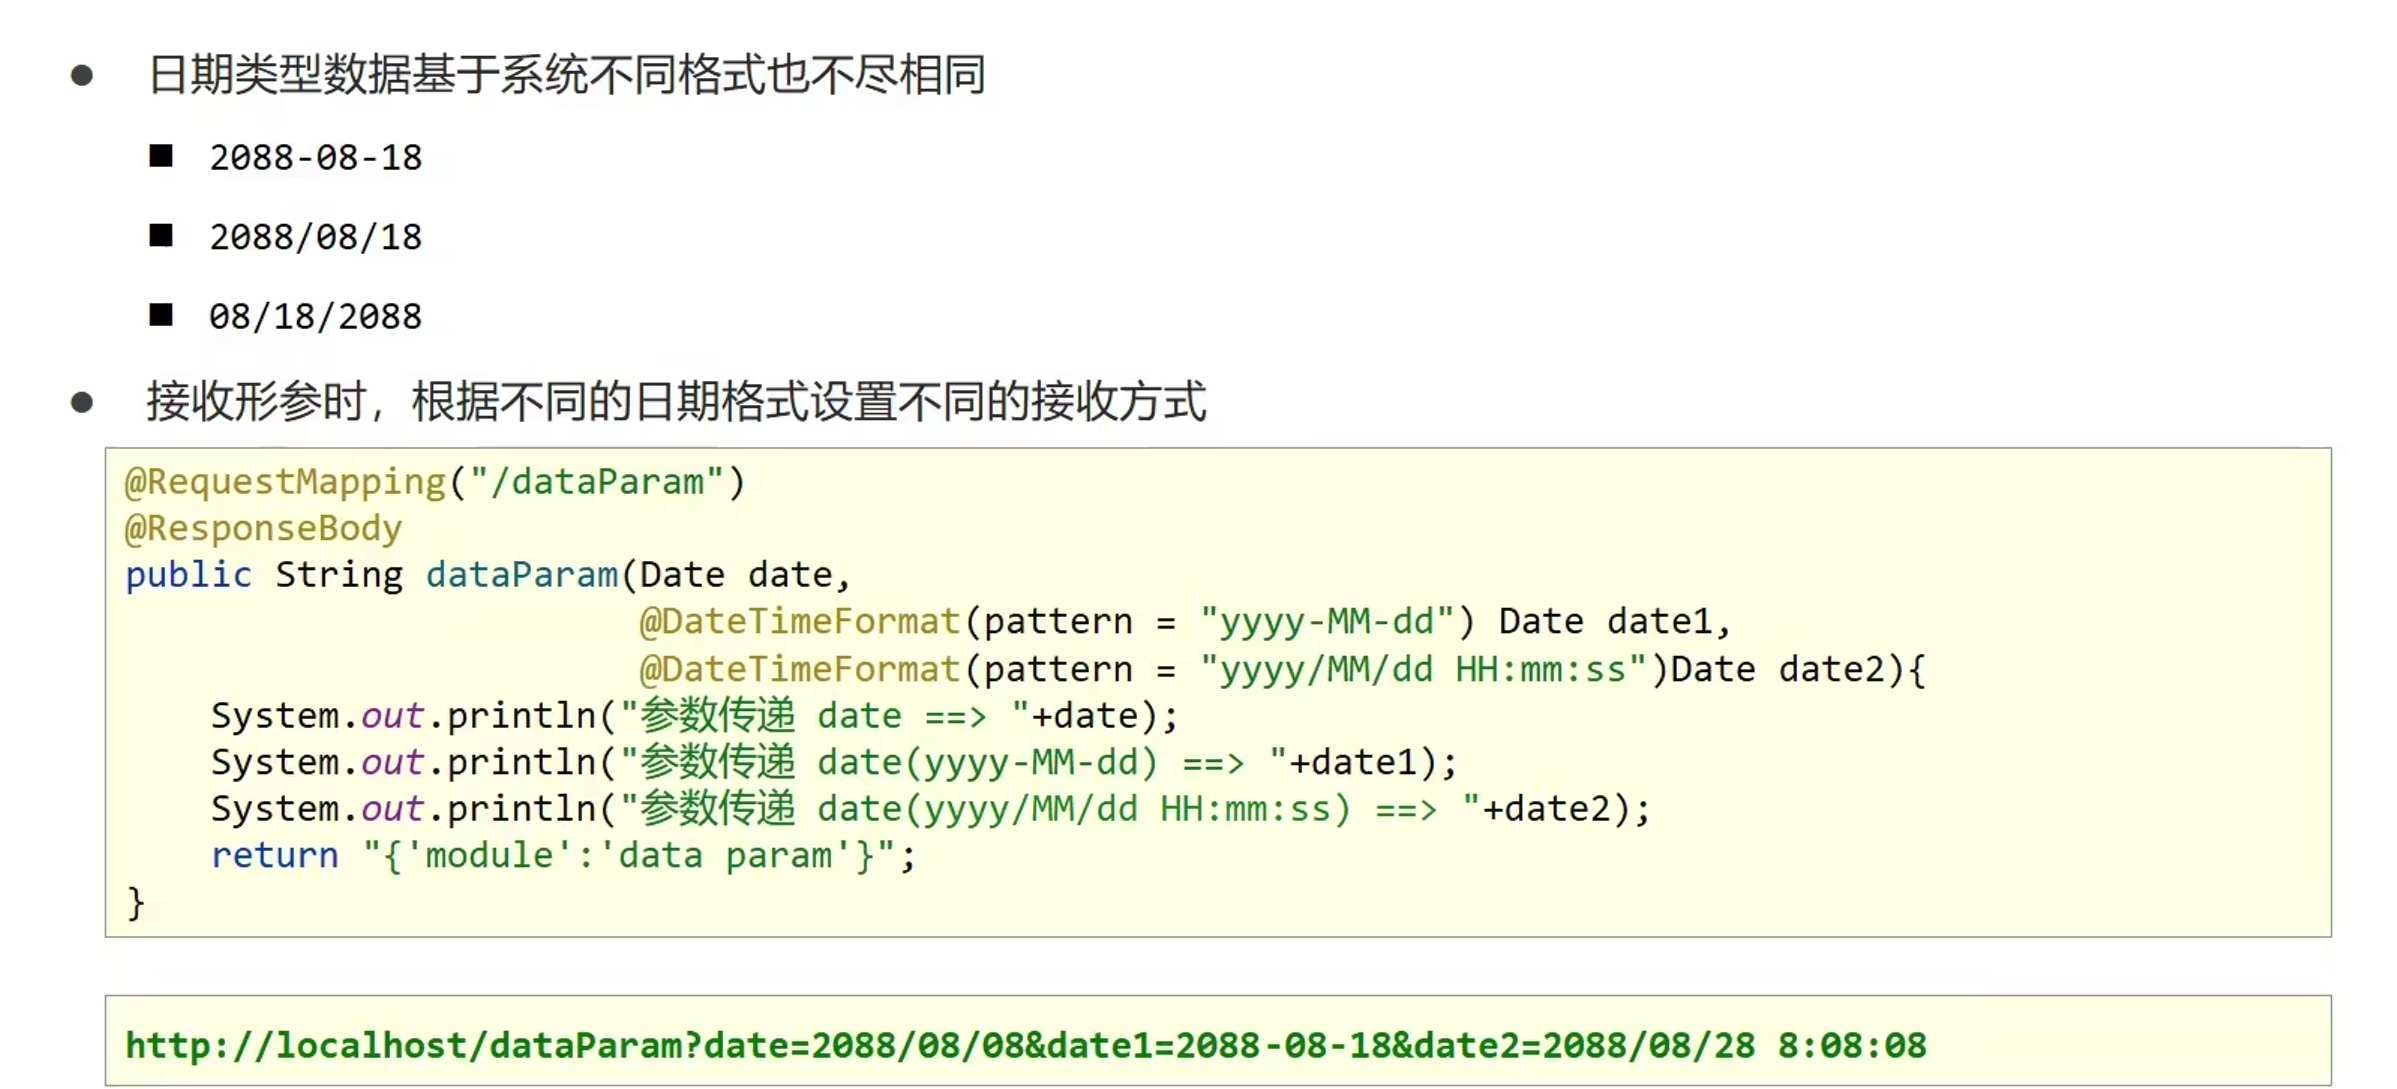 ● 日期类型数据基于系统不同格式也不尽相同
■ 2088-08-18
■ 2088/08/18
■ 08/18/2088
● 接收形参时，根据不同的日期格式设置不同的接收方式
@RequestMapping("/dataParam")
@ResponseBody
public String dataParam(Date date,
                        @DateTimeFormat(pattern = "yyyy-MM-dd") Date date1,
                        @DateTimeFormat(pattern = "yyyy/MM/dd HH:mm:ss")Date date2){
    System.out.println("参数传递 date ==> "+date);
    System.out.println("参数传递 date(yyyy-MM-dd) ==> "+date1);
    System.out.println("参数传递 date(yyyy/MM/dd HH:mm:ss) ==> "+date2);
    return "{'module':'data param'}";
}
http://localhost/dataParam?date=2088/08/08&date1=2088-08-18&date2=2088/08/28 8:08:08